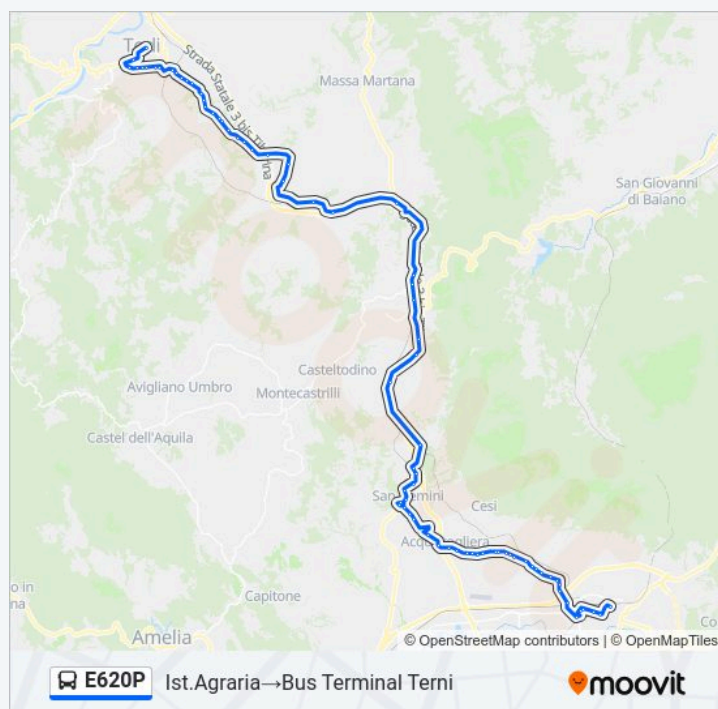 Todi
Strada Statale 3 bis Tiberina
Massa Martana
San Giovanni
di Baiano
Casteltodino
Avigliano Umbro
Montecastrilli
Castel dell'Aquila
Cesi
Capitone
Amelia
© OpenStreetMap contributors | © OpenMapTiles
E620P
Ist.Agraria→Bus Terminal Terni
moovit